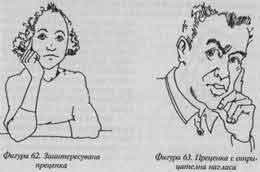 Фигура 62. Заинтересувана
преценка
Фигура 63. Преценка с отри-
цателна нагласа